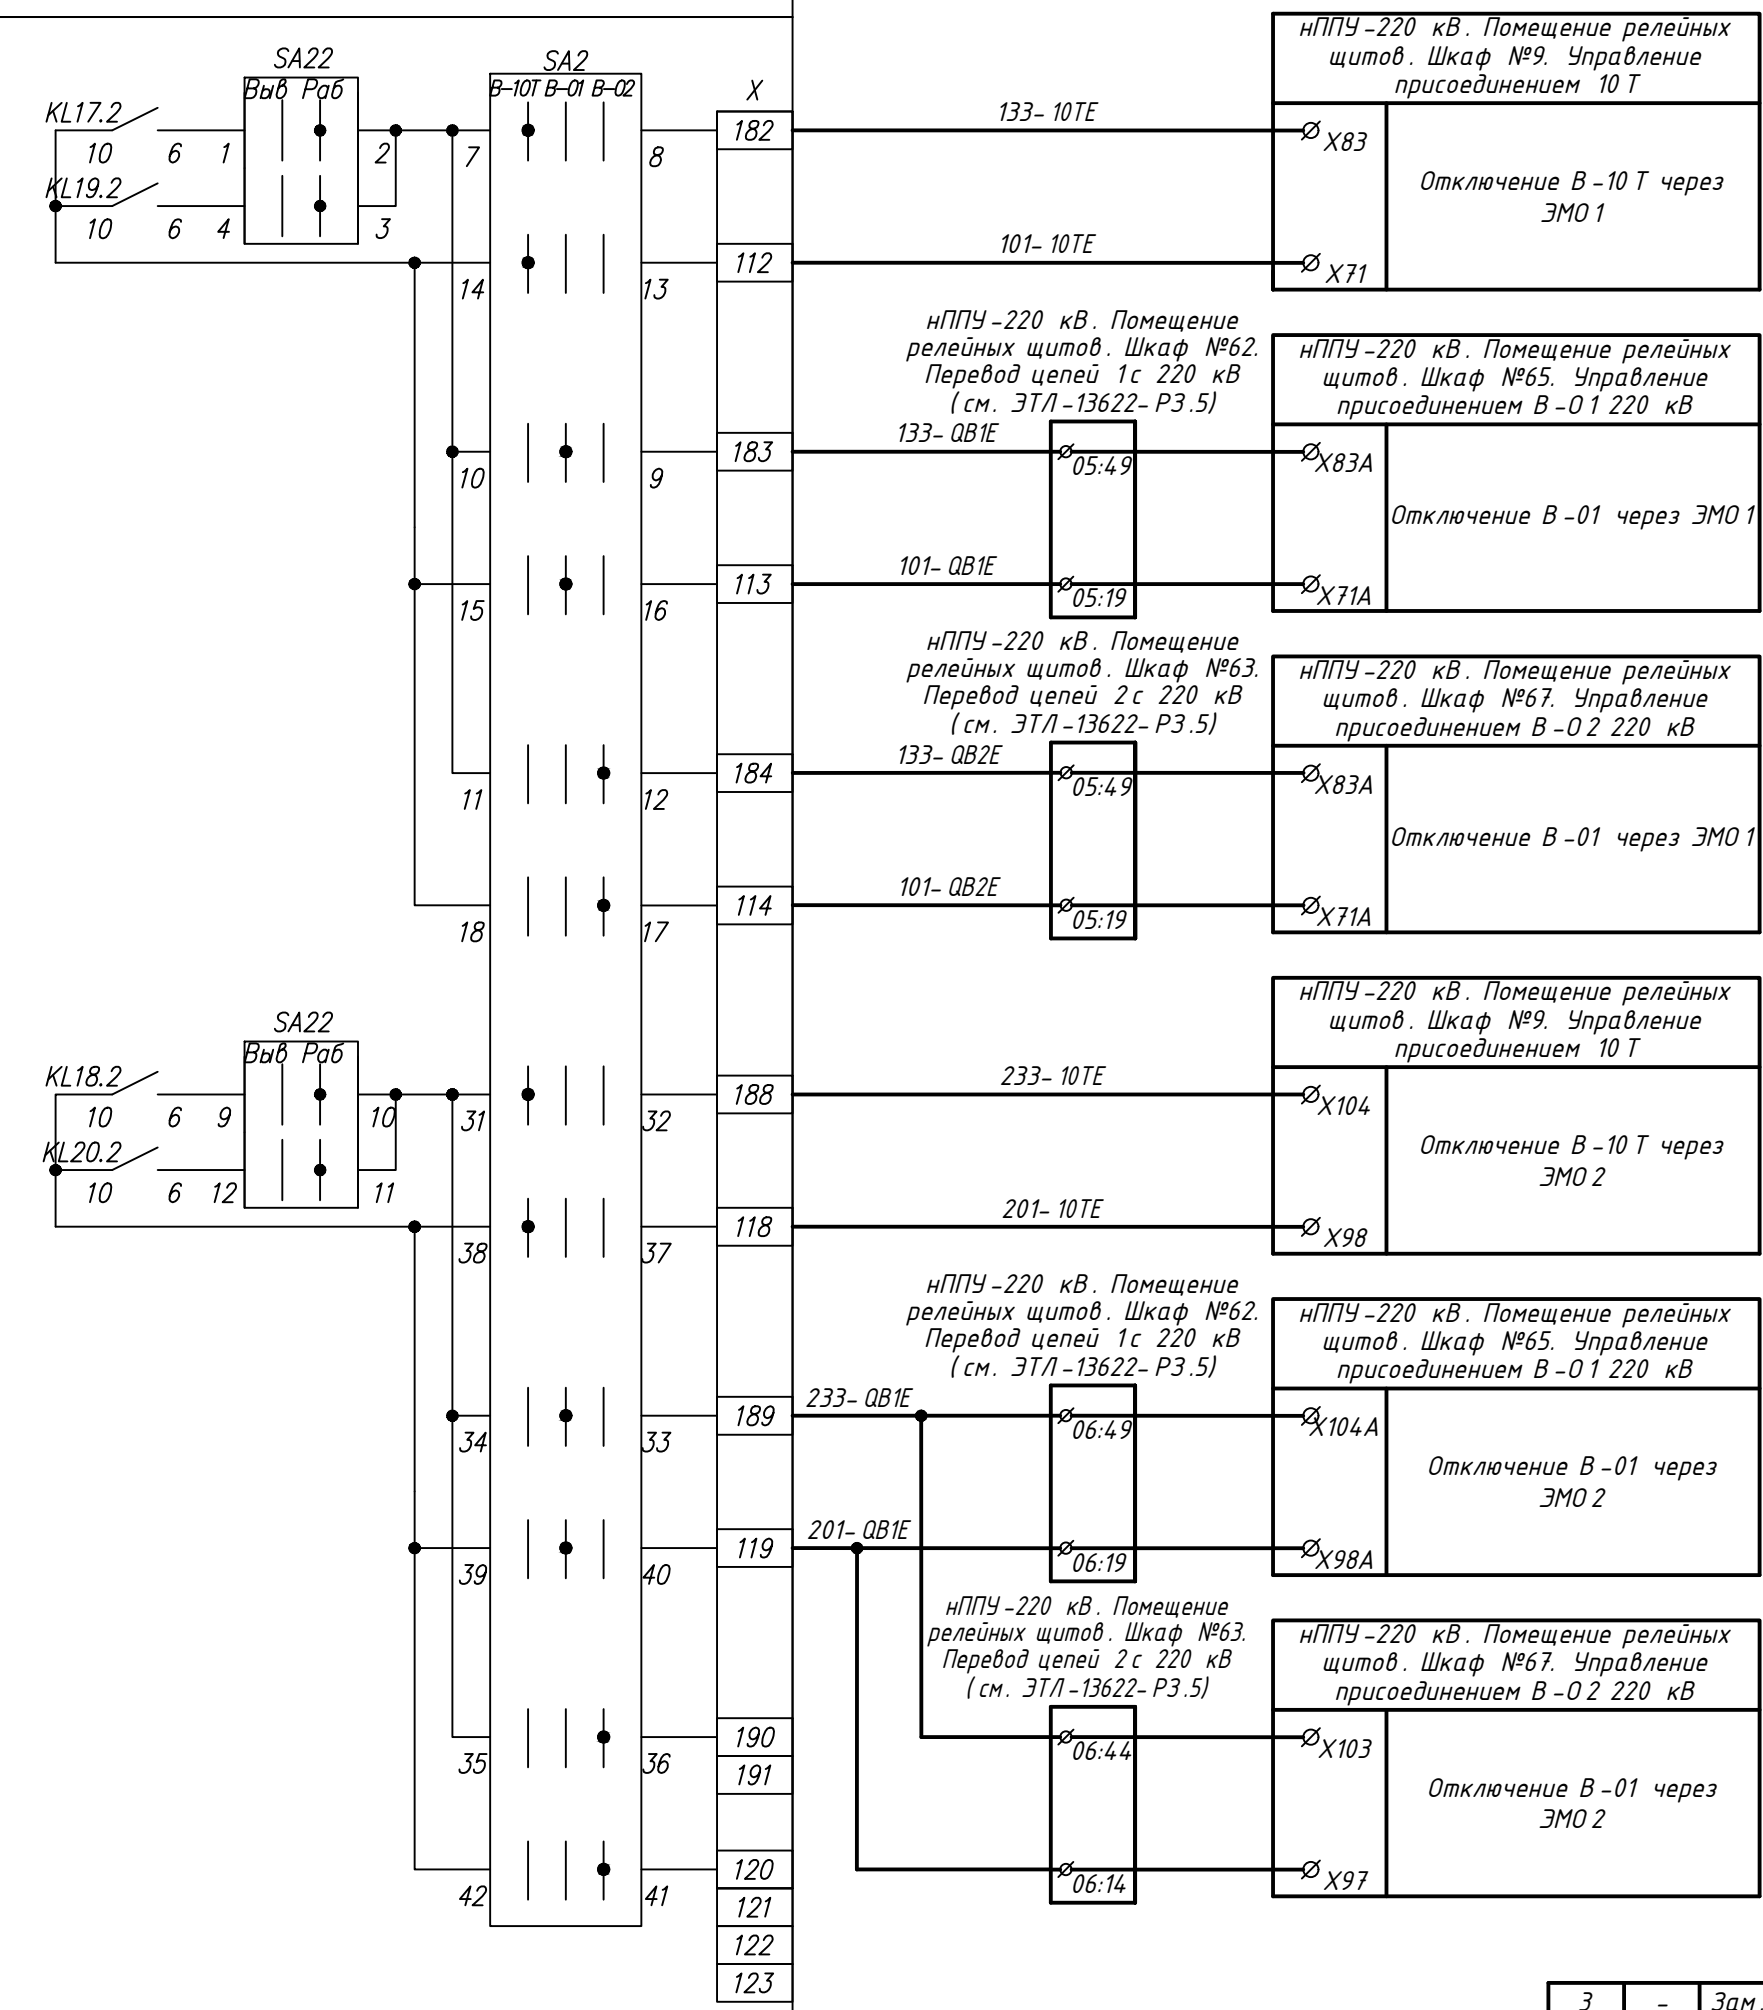 SA22
Выв Раб
KL17.2
10 6 1 2
KL19.2
10 6 4 3
SA2
В-10Т В-01 В-02
7 8
14 13
10 9
15 16
11 12
18 17
X
182
112
183
113
184
114
133-10TE
101-10TE
нППУ-220 кВ. Помещение релейных
щитов. Шкаф №9. Управление
присоединением 10 Т
X83
Отключение В-10 Т через
ЭМО 1
X71
нППУ-220 кВ. Помещение
релейных щитов. Шкаф №62.
Перевод цепей 1с 220 кВ
(см. ЭТЛ-13622-РЗ.5)
133-QB1E
05:49
101-QB1E
05:19
нППУ-220 кВ. Помещение релейных
щитов. Шкаф №65. Управление
присоединением В-О 1 220 кВ
X83A
Отключение В-01 через ЭМО 1
X71A
нППУ-220 кВ. Помещение
релейных щитов. Шкаф №63.
Перевод цепей 2с 220 кВ
(см. ЭТЛ-13622-РЗ.5)
133-QB2E
05:49
101-QB2E
05:19
нППУ-220 кВ. Помещение релейных
щитов. Шкаф №67. Управление
присоединением В-О 2 220 кВ
X83A
Отключение В-01 через ЭМО 1
X71A
SA22
Выв Раб
KL18.2
10 6 9 10
KL20.2
10 6 12 11
31 32
38 37
34 33
39 40
35 36
42 41
188
118
189
119
190
191
120
121
122
123
233-10TE
201-10TE
нППУ-220 кВ. Помещение релейных
щитов. Шкаф №9. Управление
присоединением 10 Т
X104
Отключение В-10 Т через
ЭМО 2
X98
нППУ-220 кВ. Помещение
релейных щитов. Шкаф №62.
Перевод цепей 1с 220 кВ
(см. ЭТЛ-13622-РЗ.5)
233-QB1E
06:49
201-QB1E
06:19
нППУ-220 кВ. Помещение релейных
щитов. Шкаф №65. Управление
присоединением В-О 1 220 кВ
X104A
Отключение В-01 через
ЭМО 2
X98A
нППУ-220 кВ. Помещение
релейных щитов. Шкаф №63.
Перевод цепей 2с 220 кВ
(см. ЭТЛ-13622-РЗ.5)
06:44
06:14
нППУ-220 кВ. Помещение релейных
щитов. Шкаф №67. Управление
присоединением В-О 2 220 кВ
X103
Отключение В-01 через
ЭМО 2
X97
3 - Зам.